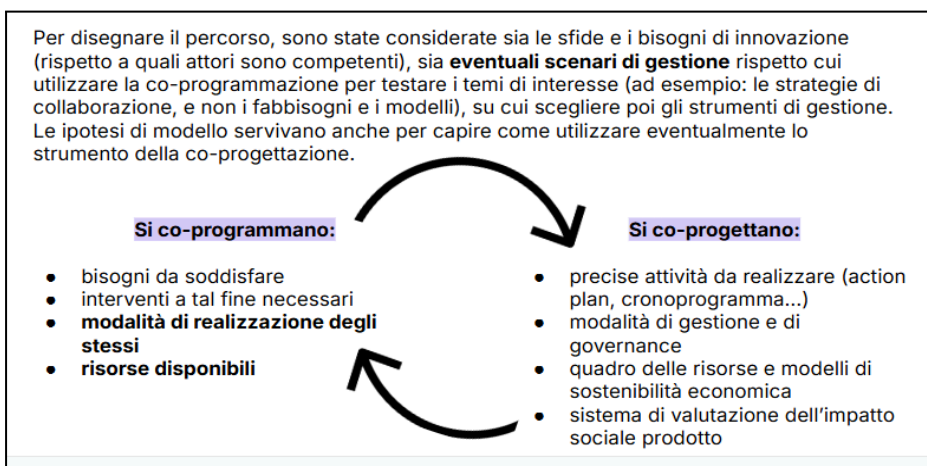 Per disegnare il percorso, sono state considerate sia le sfide e i bisogni di innovazione
(rispetto a quali attori sono competenti), sia eventuali scenari di gestione rispetto cui
utilizzare la co-programmazione per testare i temi di interesse (ad esempio: le strategie di
collaborazione, e non i fabbisogni e i modelli), su cui scegliere poi gli strumenti di gestione.
Le ipotesi di modello servivano anche per capire come utilizzare eventualmente lo
strumento della co-progettazione.
Si co-programmano:
● bisogni da soddisfare
● interventi a tal fine necessari
● modalità di realizzazione degli
stessi
● risorse disponibili
Si co-progettano:
● precise attività da realizzare (action
plan, cronoprogramma...)
● modalità di gestione e di
governance
● quadro delle risorse e modelli di
sostenibilità economica
● sistema di valutazione dell'impatto
sociale prodotto